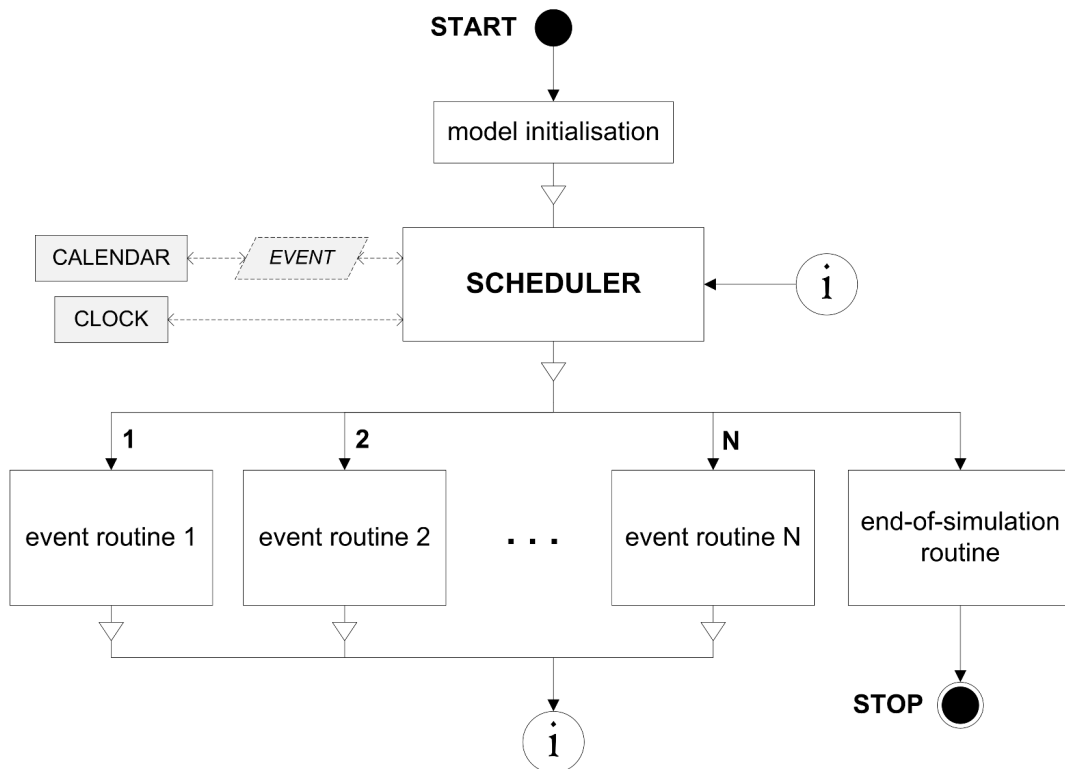 START
model initialisation
CALENDAR
EVENT
SCHEDULER
i
CLOCK
1
2
N
event routine 1
event routine 2
. . .
event routine N
end-of-simulation
routine
STOP
i